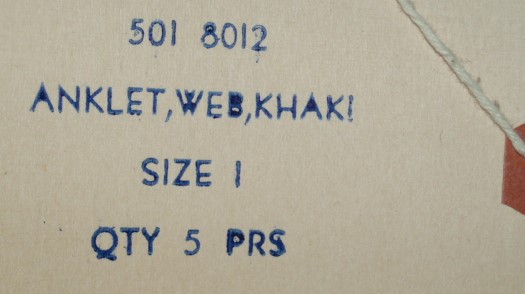 501 8012
ANKLET,WEB,KHAKI
SIZE 1
QTY 5 PRS